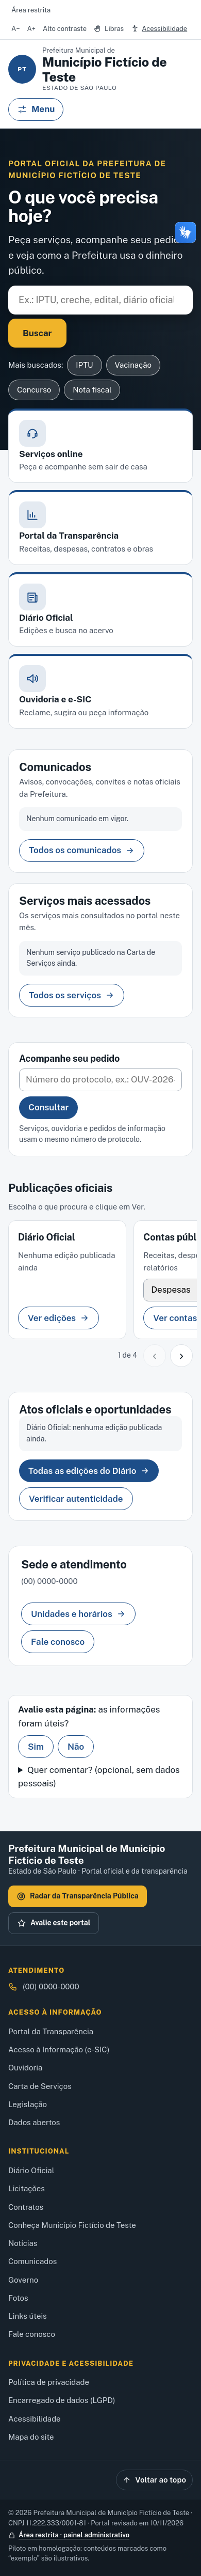 Área restrita
A− A+ Alto contraste Libras Acessibilidade
PT
Prefeitura Municipal de
Município Fictício de
Teste
ESTADO DE SÃO PAULO
Menu
PORTAL OFICIAL DA PREFEITURA DE
MUNICÍPIO FICTÍCIO DE TESTE
O que você precisa
hoje?
Peça serviços, acompanhe seus pedidos
e veja como a Prefeitura usa o dinheiro
público.
Ex.: IPTU, creche, edital, diário oficial
Buscar
Mais buscados: IPTU Vacinação
Concurso Nota fiscal
Serviços online
Peça e acompanhe sem sair de casa
Portal da Transparência
Receitas, despesas, contratos e obras
Diário Oficial
Edições e busca no acervo
Ouvidoria e e-SIC
Reclame, sugira ou peça informação
Comunicados
Avisos, convocações, convites e notas oficiais
da Prefeitura.
Nenhum comunicado em vigor.
Todos os comunicados →
Serviços mais acessados
Os serviços mais consultados no portal neste
mês.
Nenhum serviço publicado na Carta de
Serviços ainda.
Todos os serviços →
Acompanhe seu pedido
Número do protocolo, ex.: OUV-2026-
Consultar
Serviços, ouvidoria e pedidos de informação
usam o mesmo número de protocolo.
Publicações oficiais
Escolha o que procura e clique em Ver.
Diário Oficial
Nenhuma edição publicada
ainda
Ver edições →
Contas públ
Receitas, desp
relatórios
Despesas
Ver contas
1 de 4 ‹ ›
Atos oficiais e oportunidades
Diário Oficial: nenhuma edição publicada
ainda.
Todas as edições do Diário →
Verificar autenticidade
Sede e atendimento
(00) 0000-0000
Unidades e horários →
Fale conosco
Avalie esta página: as informações
foram úteis?
Sim Não
▶ Quer comentar? (opcional, sem dados
pessoais)
Prefeitura Municipal de Município
Fictício de Teste
Estado de São Paulo · Portal oficial e da transparência
Radar da Transparência Pública
Avalie este portal
ATENDIMENTO
(00) 0000-0000
ACESSO À INFORMAÇÃO
Portal da Transparência
Acesso à Informação (e-SIC)
Ouvidoria
Carta de Serviços
Legislação
Dados abertos
INSTITUCIONAL
Diário Oficial
Licitações
Contratos
Conheça Município Fictício de Teste
Notícias
Comunicados
Governo
Fotos
Links úteis
Fale conosco
PRIVACIDADE E ACESSIBILIDADE
Política de privacidade
Encarregado de dados (LGPD)
Acessibilidade
Mapa do site
↑ Voltar ao topo
© 2026 Prefeitura Municipal de Município Fictício de Teste ·
CNPJ 11.222.333/0001-81 · Portal revisado em 10/11/2026
Área restrita · painel administrativo
Piloto em homologação: conteúdos marcados como
"exemplo" são ilustrativos.